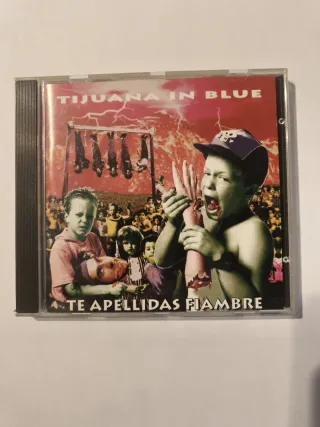 TIJUANA IN BLUE
TE APELLIDAS FIAMBRE